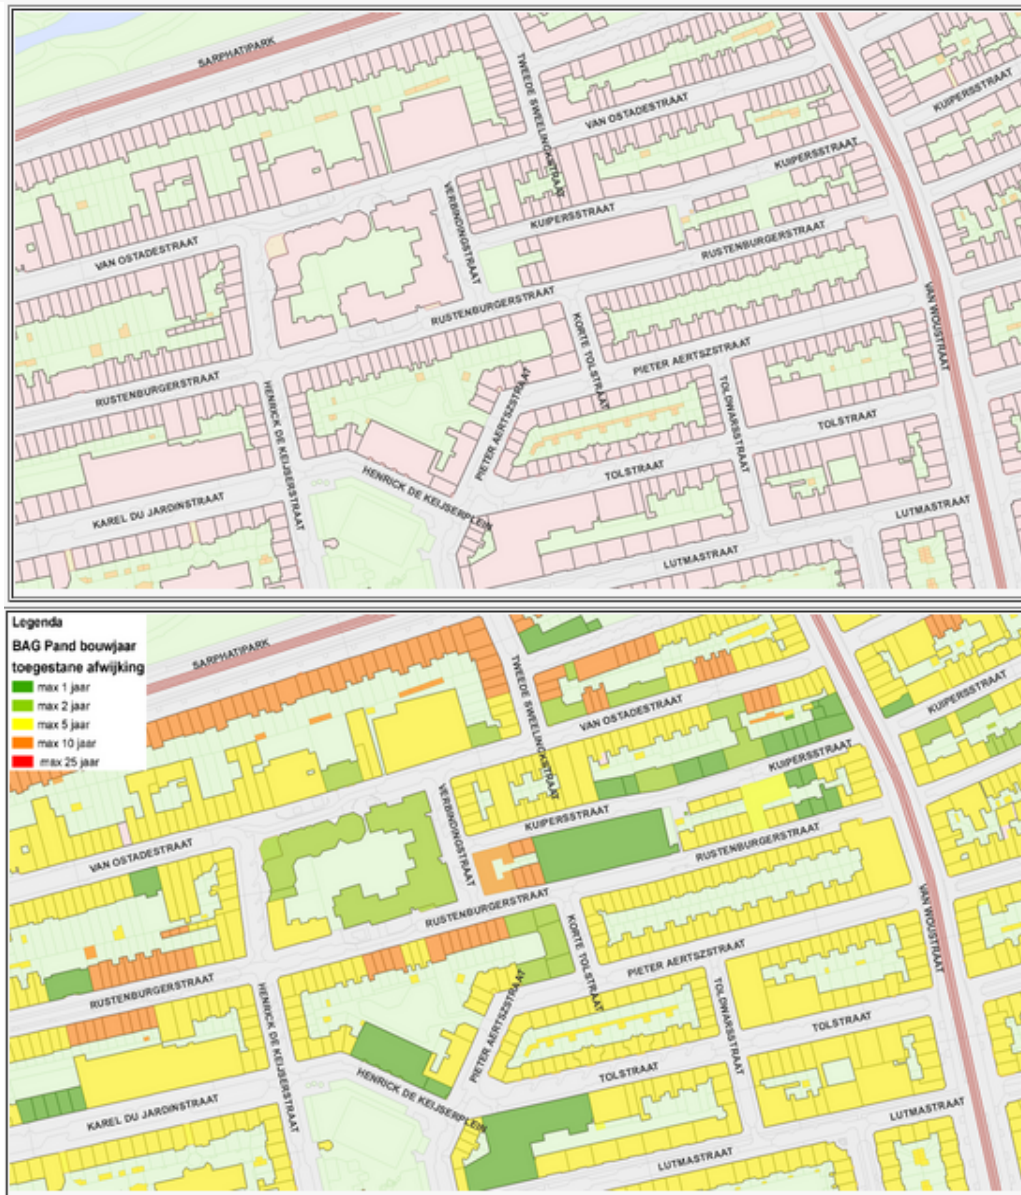 SARPHATIPARK
TWEEDE SWEELINCKSTRAAT
VAN OSTADESTRAAT
KUIPERSSTRAAT
KUIPERSSTRAAT
VERBINDINGSTRAAT
KUIPERSSTRAAT
VAN OSTADESTRAAT
RUSTENBURGERSTRAAT
RUSTENBURGERSTRAAT
VAN WOUSTRAAT
KORTE TOLSTRAAT
PIETER AERTSZSTRAAT
RUSTENBURGERSTRAAT
HENRICK DE KEIJSERSTRAAT
PIETER AERTSZSTRAAT
TOLDWARSSTRAAT
TOLSTRAAT
TOLSTRAAT
HENRICK DE KEIJSERPLEIN
KAREL DU JARDINSTRAAT
LUTMASTRAAT
LUTMASTRAAT
Legenda
BAG Pand bouwjaar
toegestane afwijking
max 1 jaar
max 2 jaar
max 5 jaar
max 10 jaar
max 25 jaar
SARPHATIPARK
TWEEDE SWEELINCKSTRAAT
VAN OSTADESTRAAT
KUIPERSSTRAAT
KUIPERSSTRAAT
VERBINDINGSTRAAT
KUIPERSSTRAAT
VAN OSTADESTRAAT
RUSTENBURGERSTRAAT
RUSTENBURGERSTRAAT
VAN WOUSTRAAT
KORTE TOLSTRAAT
PIETER AERTSZSTRAAT
RUSTENBURGERSTRAAT
HENRICK DE KEIJSERSTRAAT
PIETER AERTSZSTRAAT
TOLDWARSSTRAAT
TOLSTRAAT
TOLSTRAAT
HENRICK DE KEIJSERPLEIN
KAREL DU JARDINSTRAAT
LUTMASTRAAT
LUTMASTRAAT